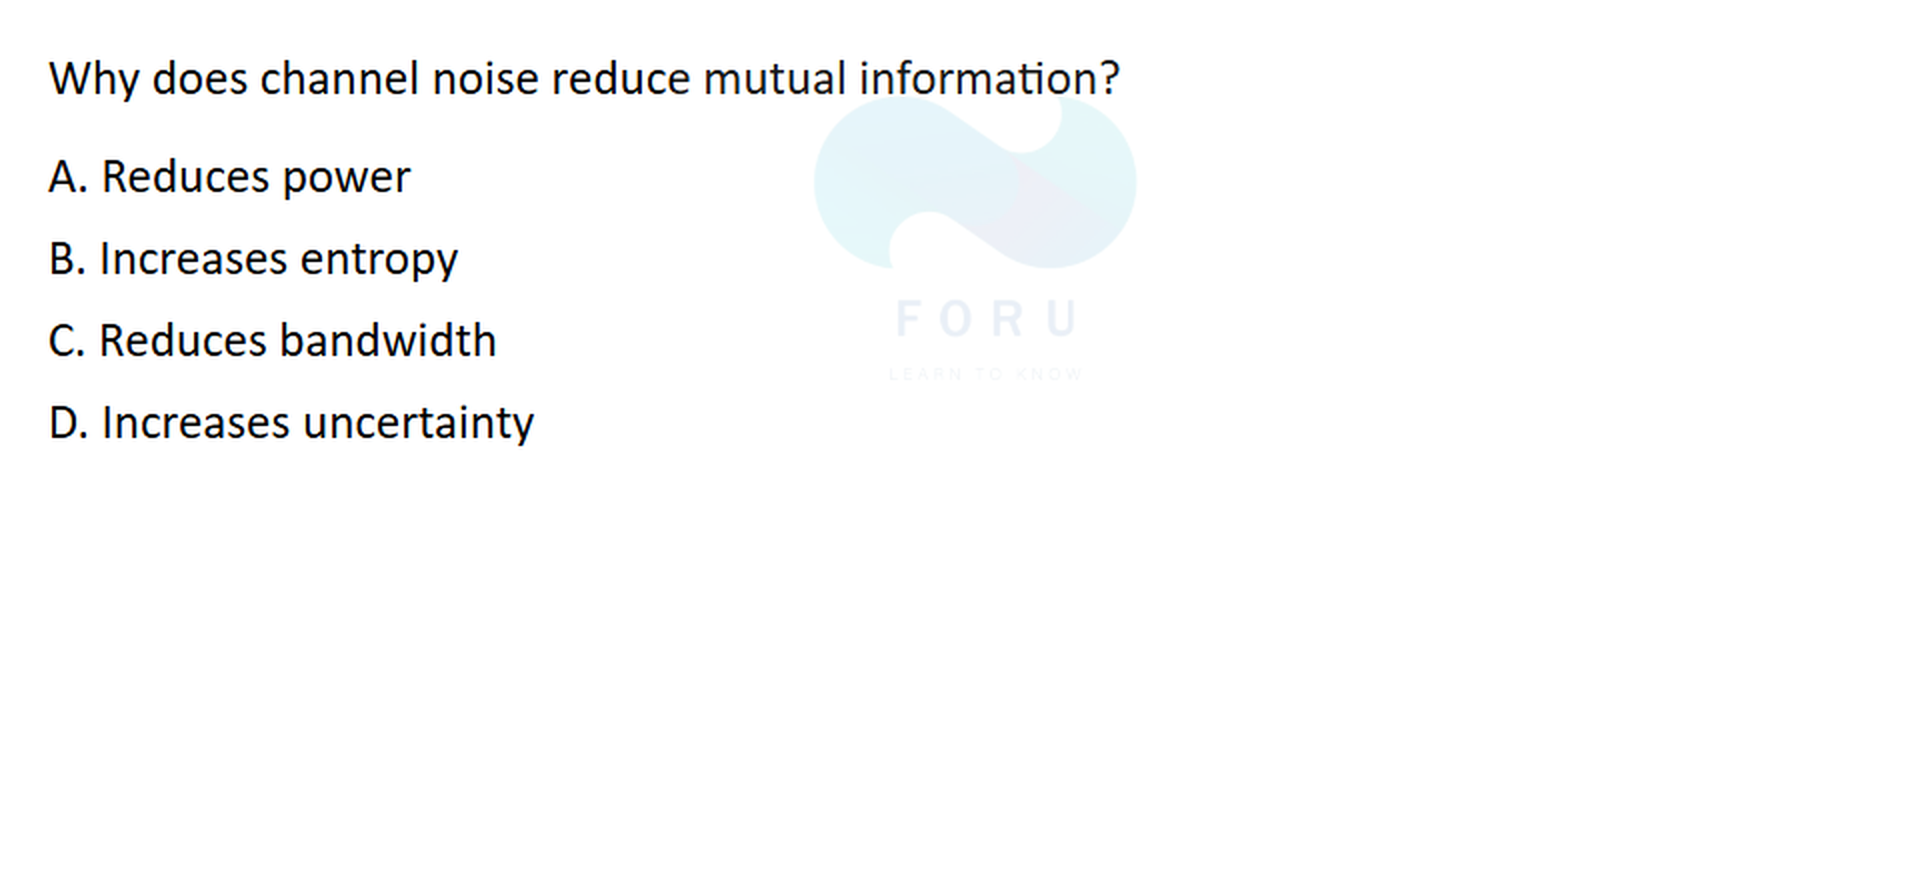 Why does channel noise reduce mutual information?
A. Reduces power
B. Increases entropy
C. Reduces bandwidth
D. Increases uncertainty
FORU
LEARN TO KNOW